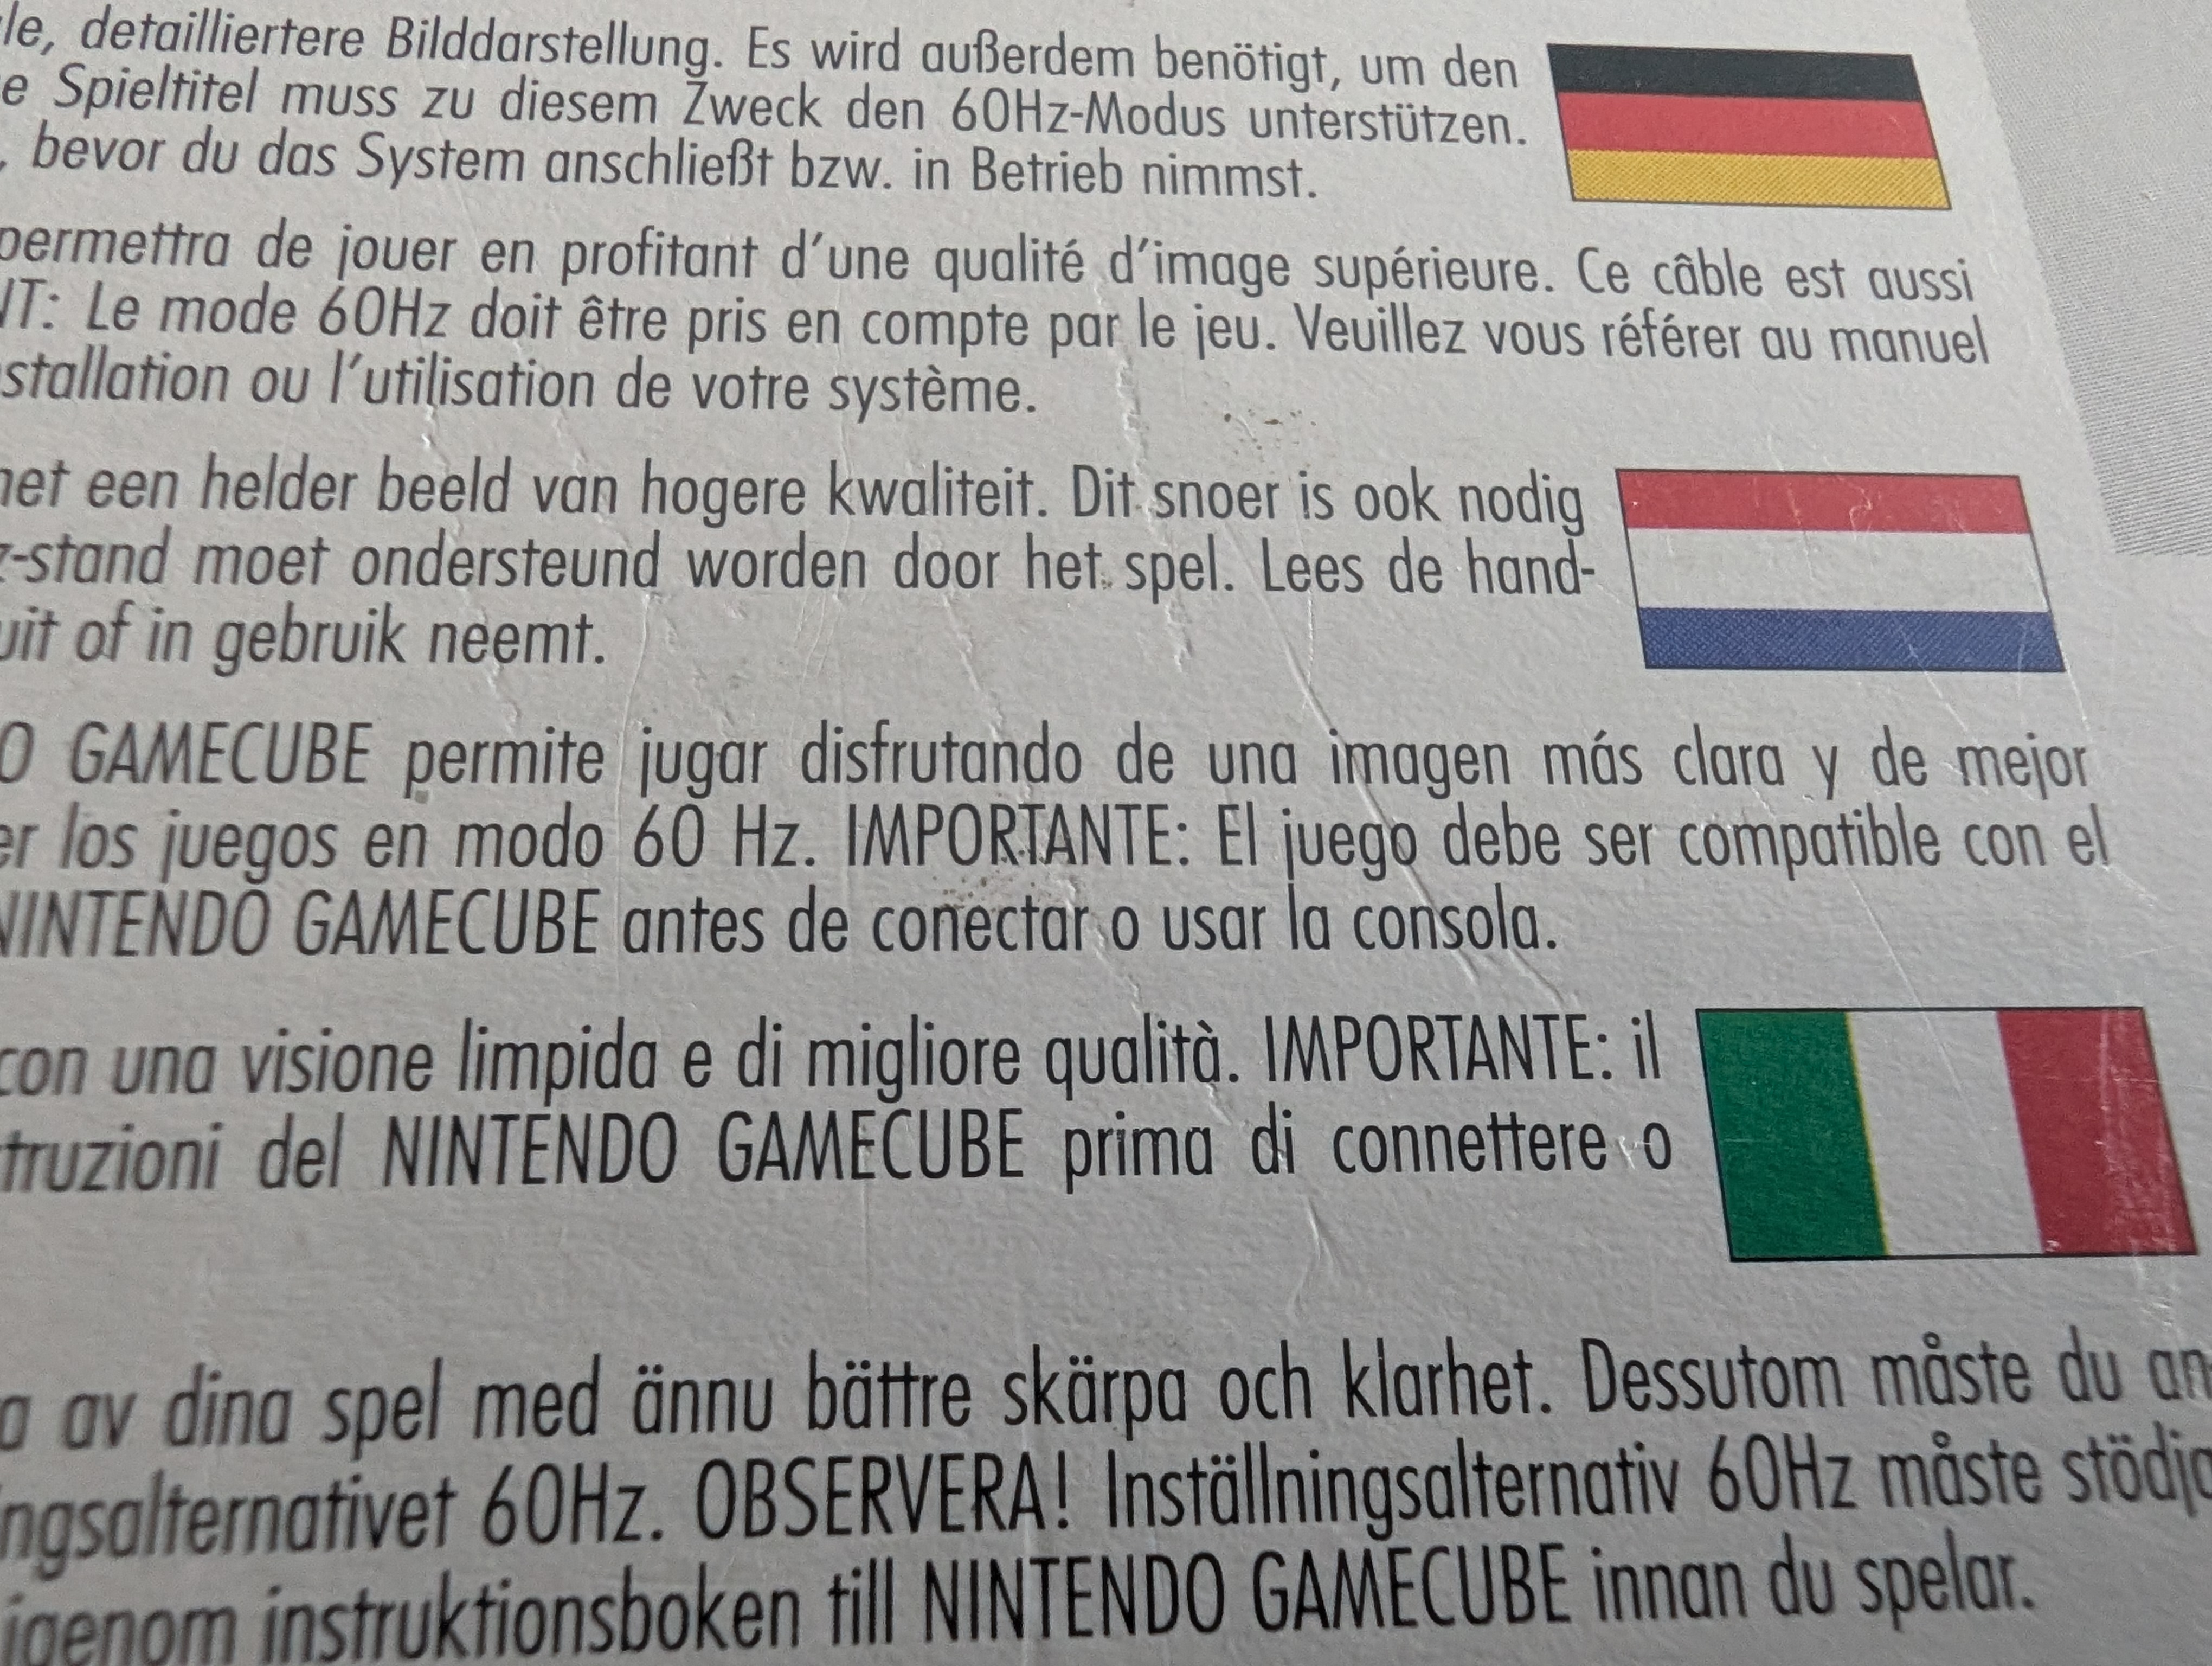 detailliertere Bilddarstellung. Es wird außerdem benötigt, um den
Spieltitel muss zu diesem Zweck den 60Hz-Modus unterstützen.
, bevor du das System anschließt bzw. in Betrieb nimmst.
permettra de jouer en profitant d'une qualité d'image supérieure. Ce câble est aussi
Le mode 60Hz doit être pris en compte par le jeu. Veuillez vous référer au manuel
stallation ou l'utilisation de votre système.
een helder beeld van hogere kwaliteit. Dit snoer is ook nodig
-stand moet ondersteund worden door het spel. Lees de hand-
uit of in gebruik neemt.
O GAMECUBE permite jugar disfrutando de una imagen más clara y de mejor
er los juegos en modo 60 Hz. IMPORTANTE: El juego debe ser compatible con el
NINTENDO GAMECUBE antes de conectar o usar la consola.
con una visione limpida e di migliore qualità. IMPORTANTE: il
truzioni del NINTENDO GAMECUBE prima di connettere o
a av dina spel med ännu bättre skärpa och klarhet. Dessutom måste du an
ngsalternativet 60Hz. OBSERVERA! Inställningsalternativ 60Hz måste stödja
igenom instruktionsboken till NINTENDO GAMECUBE innan du spelar.